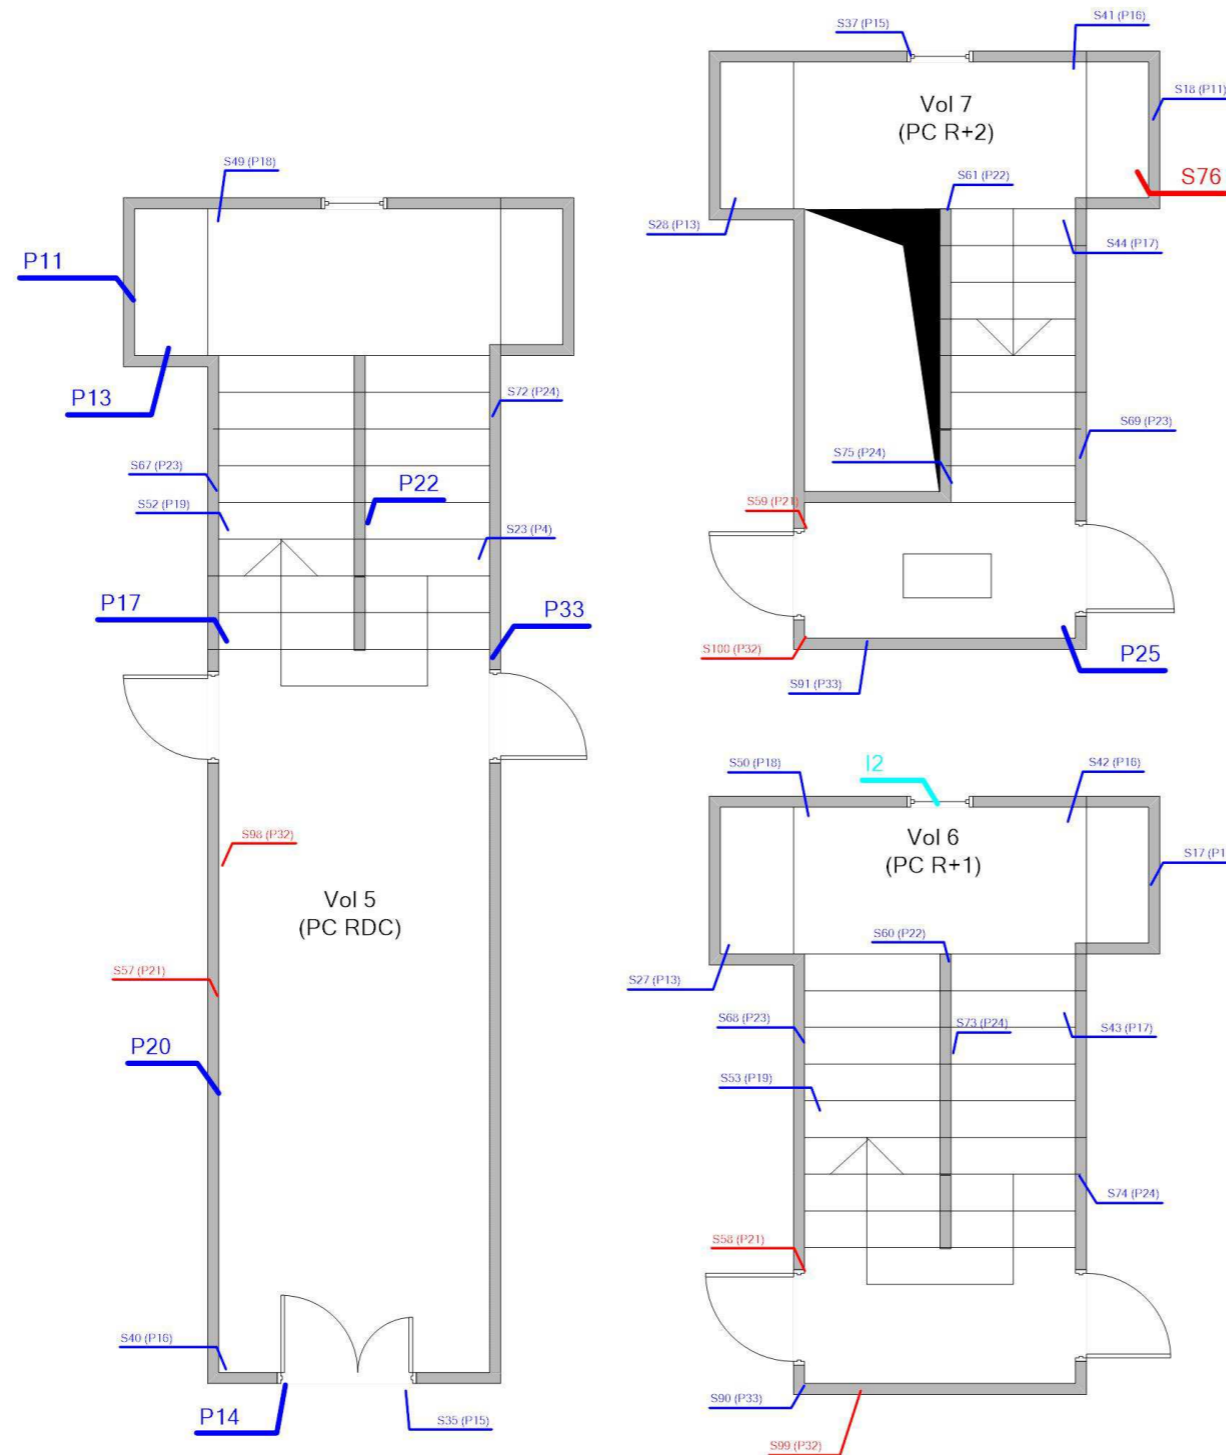 S49 (P18)
P11
P13
S72 (P24)
S67 (P23)
P22
S52 (P19)
S23 (P4)
P17
P33
S98 (P32)
Vol 5
(PC RDC)
S57 (P21)
P20
S40 (P16)
P14
S35 (P15)
S37 (P15)
S41 (P16)
Vol 7
(PC R+2)
S18 (P11)
S61 (P22)
S76
S28 (P13)
S44 (P17)
S69 (P23)
S75 (P24)
S59 (P21)
S100 (P32)
P25
S91 (P33)
S50 (P18)
I2
S42 (P16)
Vol 6
(PC R+1)
S17 (P1
S60 (P22)
S27 (P13)
S68 (P23)
S73 (P24)
S43 (P17)
S53 (P19)
S74 (P24)
S58 (P21)
S90 (P33)
S99 (P32)